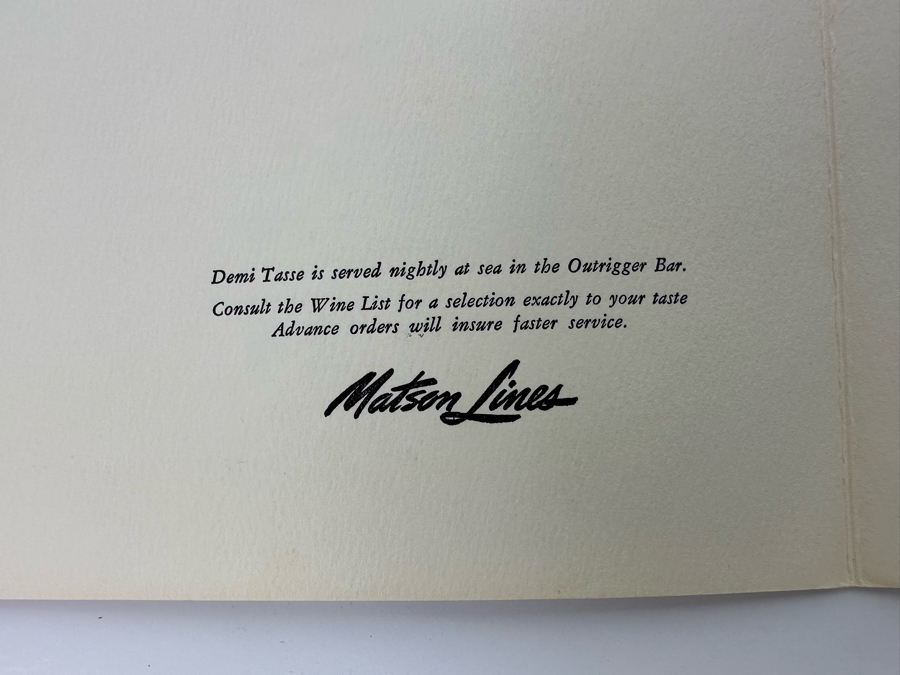 Demi Tasse is served nightly at sea in the Outrigger Bar.
Consult the Wine List for a selection exactly to your taste
Advance orders will insure faster service.
Matson Lines